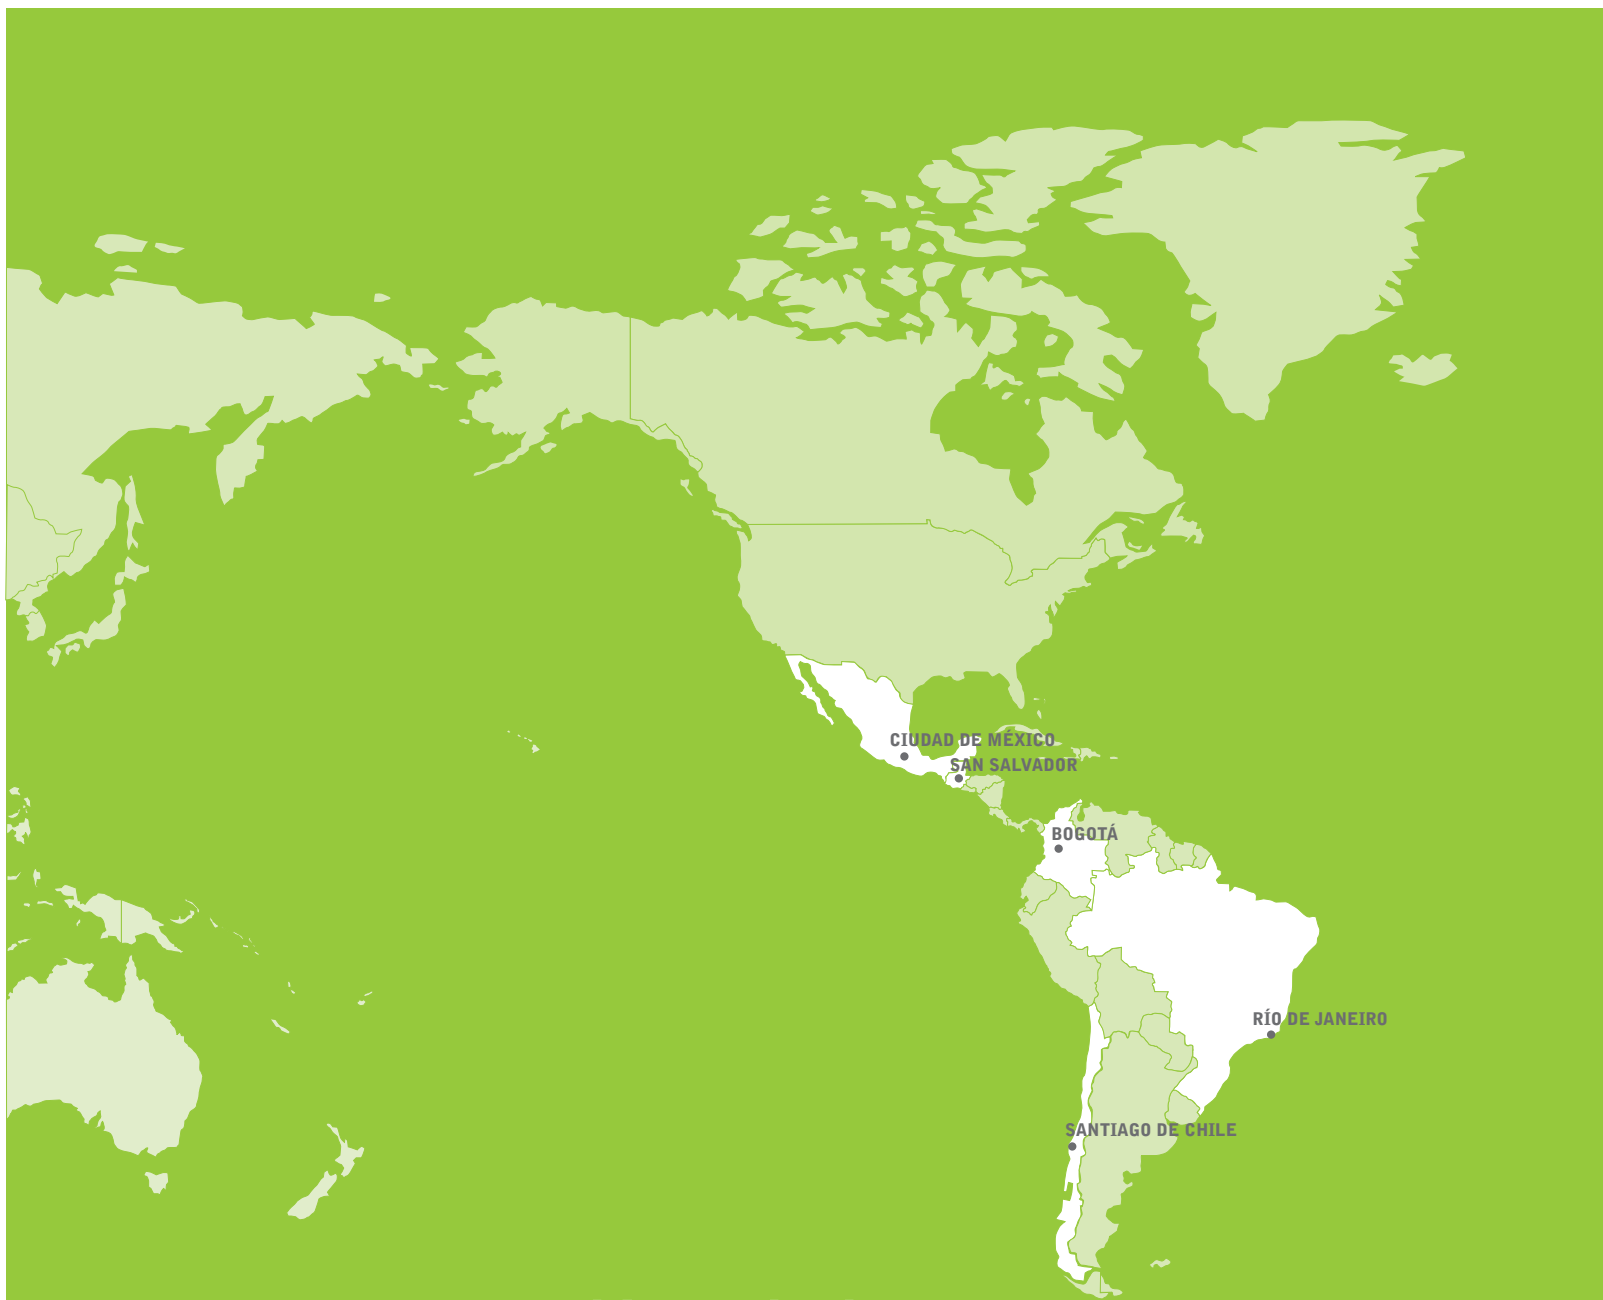 CIUDAD DE MÉXICO
SAN SALVADOR
BOGOTÁ
RÍO DE JANEIRO
SANTIAGO DE CHILE